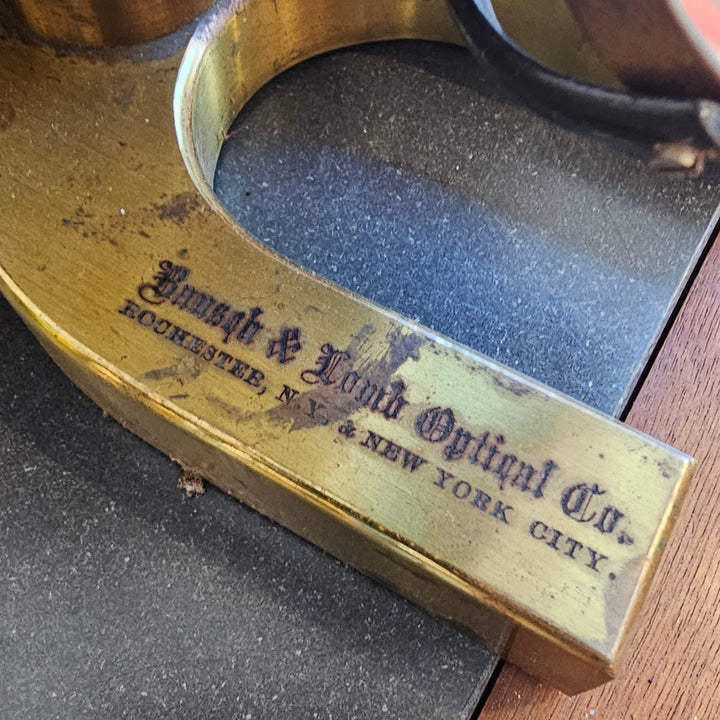 Bausch & Lomb Optical Co.
ROCHESTER, N.Y. & NEW YORK CITY.